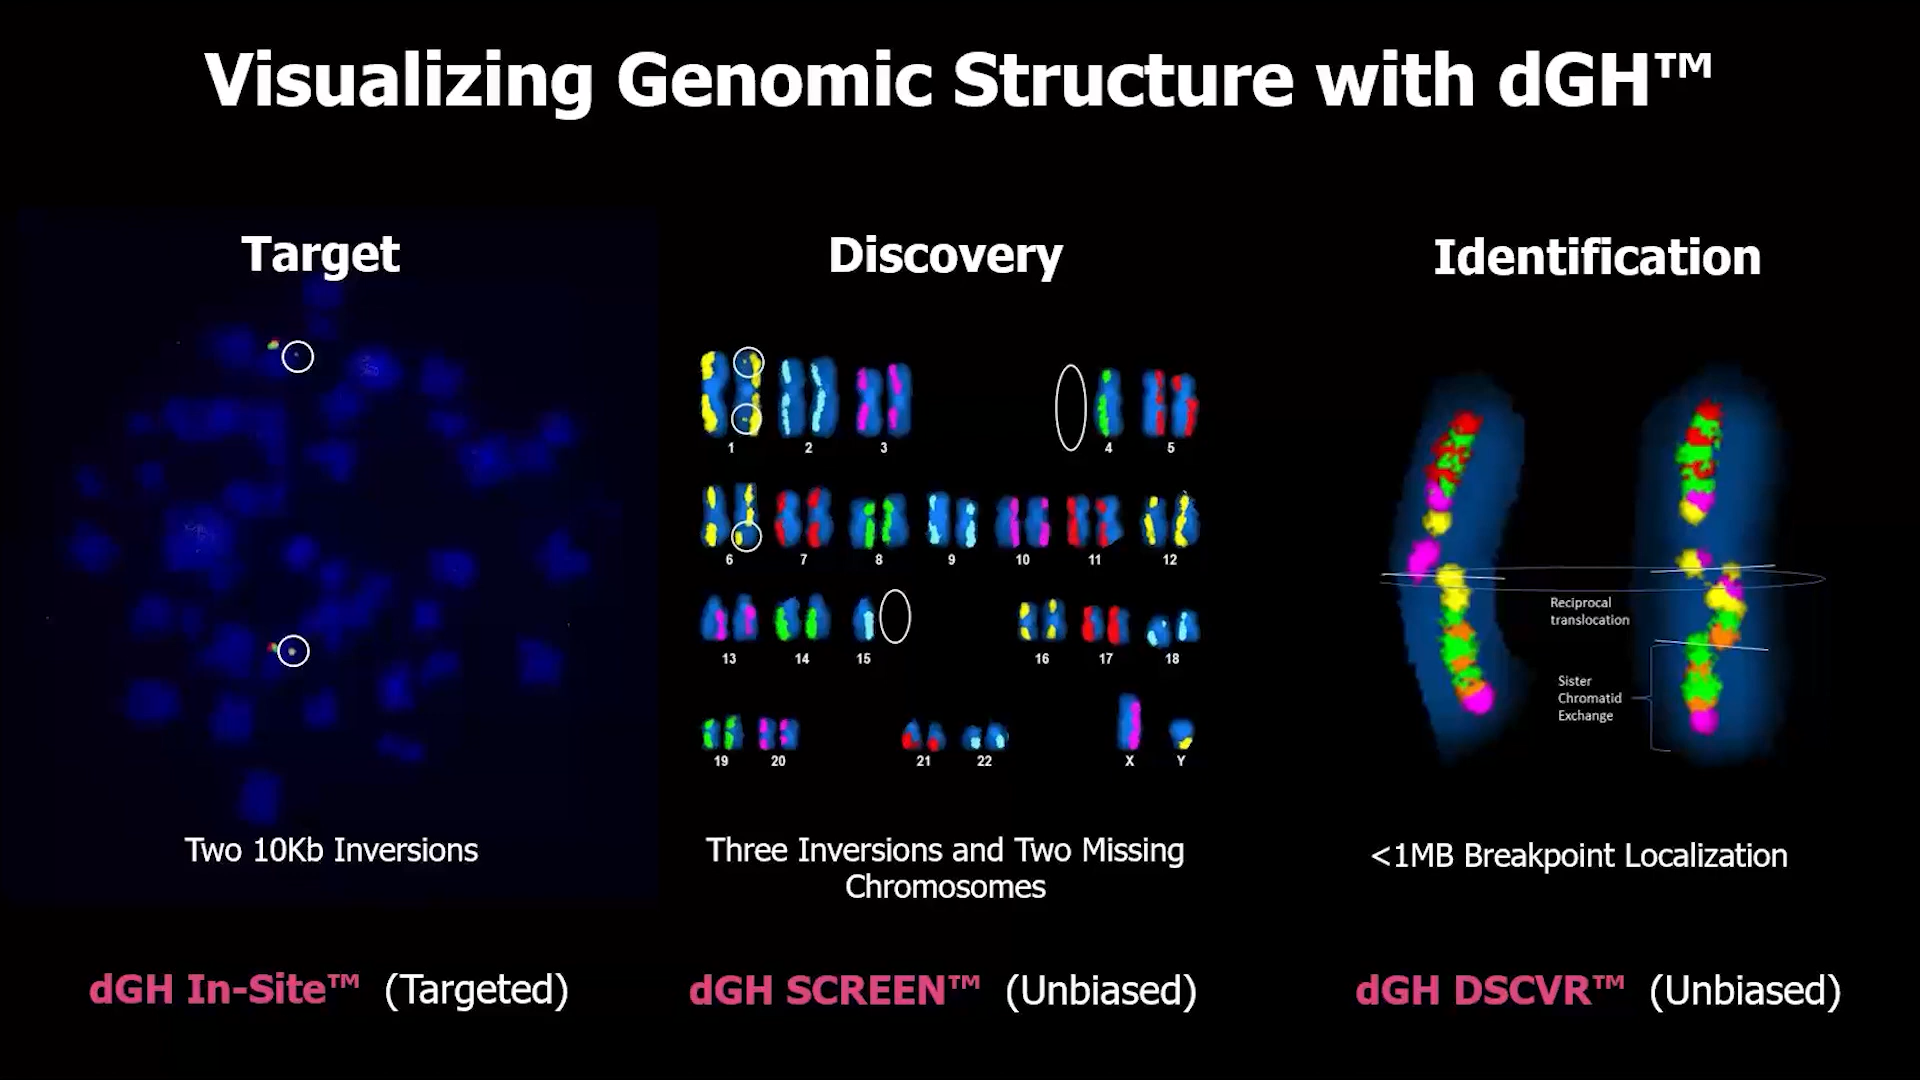 Visualizing Genomic Structure with dGH™
Target
Discovery
Identification
1 2 3 4 5
6 7 8 9 10 11 12
13 14 15 16 17 18
19 20 21 22 X Y
Reciprocal
translocation
Sister
Chromatid
Exchange
Two 10Kb Inversions
Three Inversions and Two Missing
Chromosomes
<1MB Breakpoint Localization
dGH In-Site™ (Targeted)
dGH SCREEN™ (Unbiased)
dGH DSCVR™ (Unbiased)